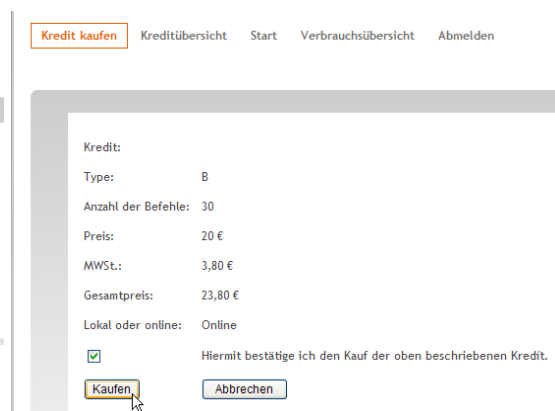 Kredit kaufen Kreditübersicht Start Verbrauchsübersicht Abmelden
Kredit:
Type: B
Anzahl der Befehle: 30
Preis: 20 €
MWSt.: 3,80 €
Gesamtpreis: 23,80 €
Lokal oder online: Online
Hiermit bestätige ich den Kauf der oben beschriebenen Kredit.
Kaufen Abbrechen